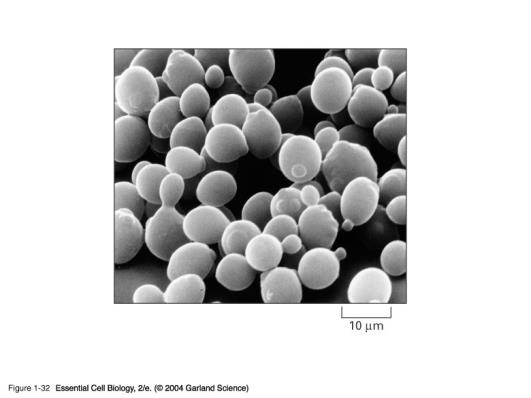 10 μm
Figure 1-32 Essential Cell Biology, 2/e. (© 2004 Garland Science)